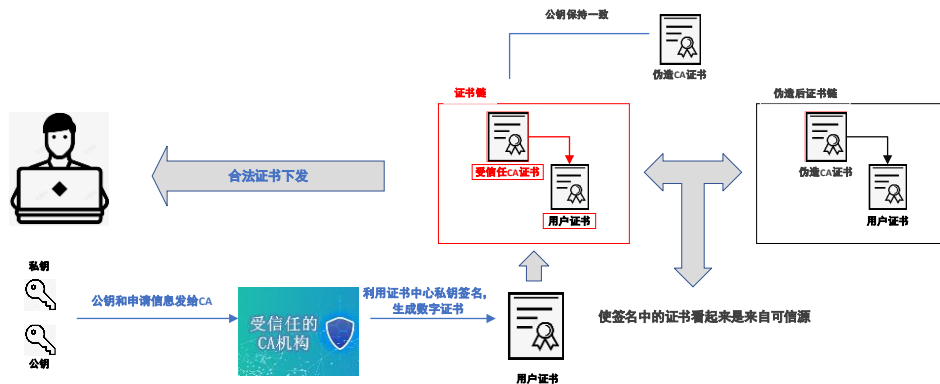 公钥保持一致
伪造CA证书
证书链
伪造后证书链
受信任CA证书
伪造CA证书
合法证书下发
用户证书
用户证书
私钥
公钥和申请信息发给CA
利用证书中心私钥签名,
生成数字证书
受信任的
CA机构
使签名中的证书看起来是来自可信源
公钥
用户证书